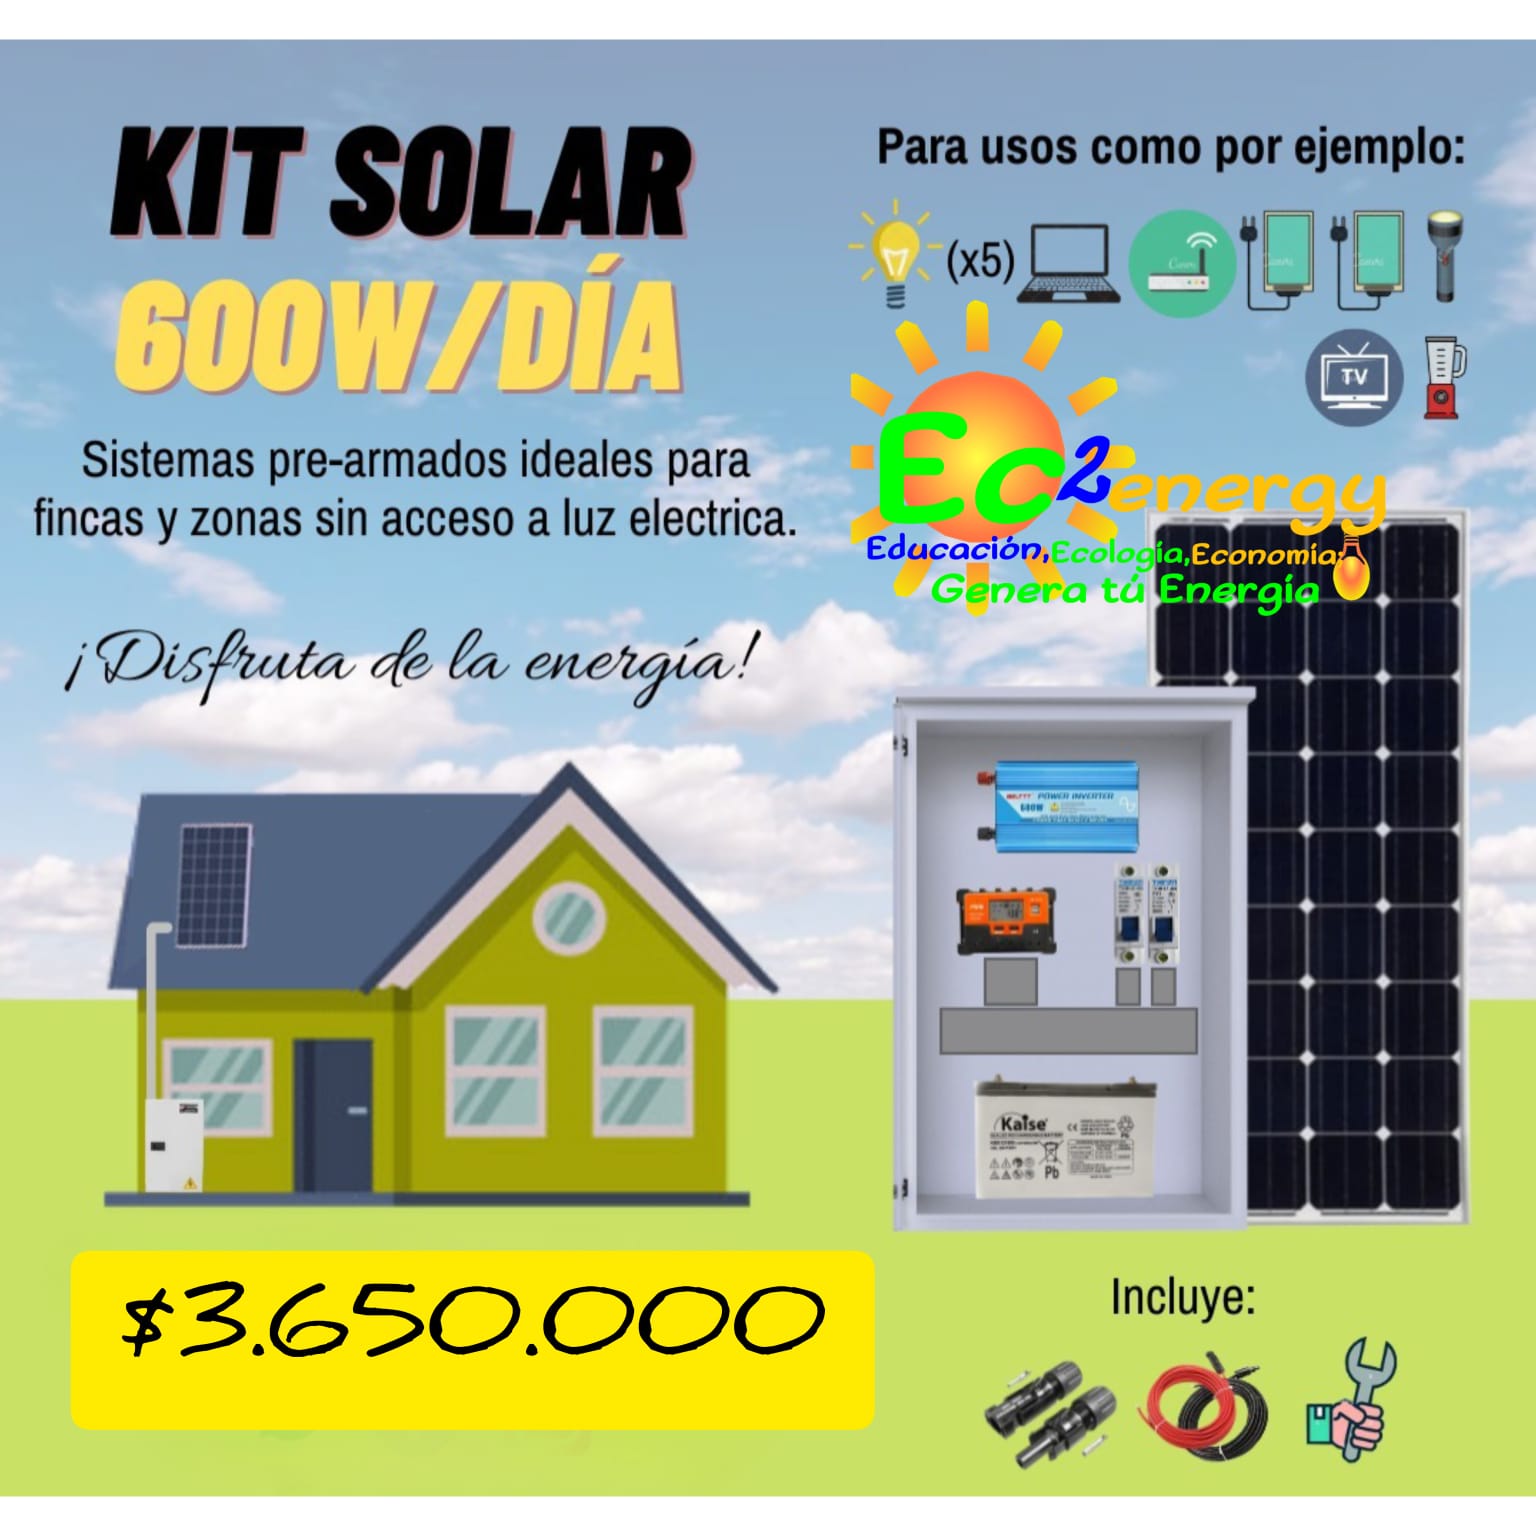 KIT SOLAR
600W/DÍA
Sistemas pre-armados ideales para
fincas y zonas sin acceso a luz electrica.
¡Disfruta de la energía!
Para usos como por ejemplo:
(x5)
TV
Ec2energy
Educación,Ecología,Economía:
Genera tú Energía
POWER INVERTER
600W
Kaise
Pb
$3.650.000
Incluye: